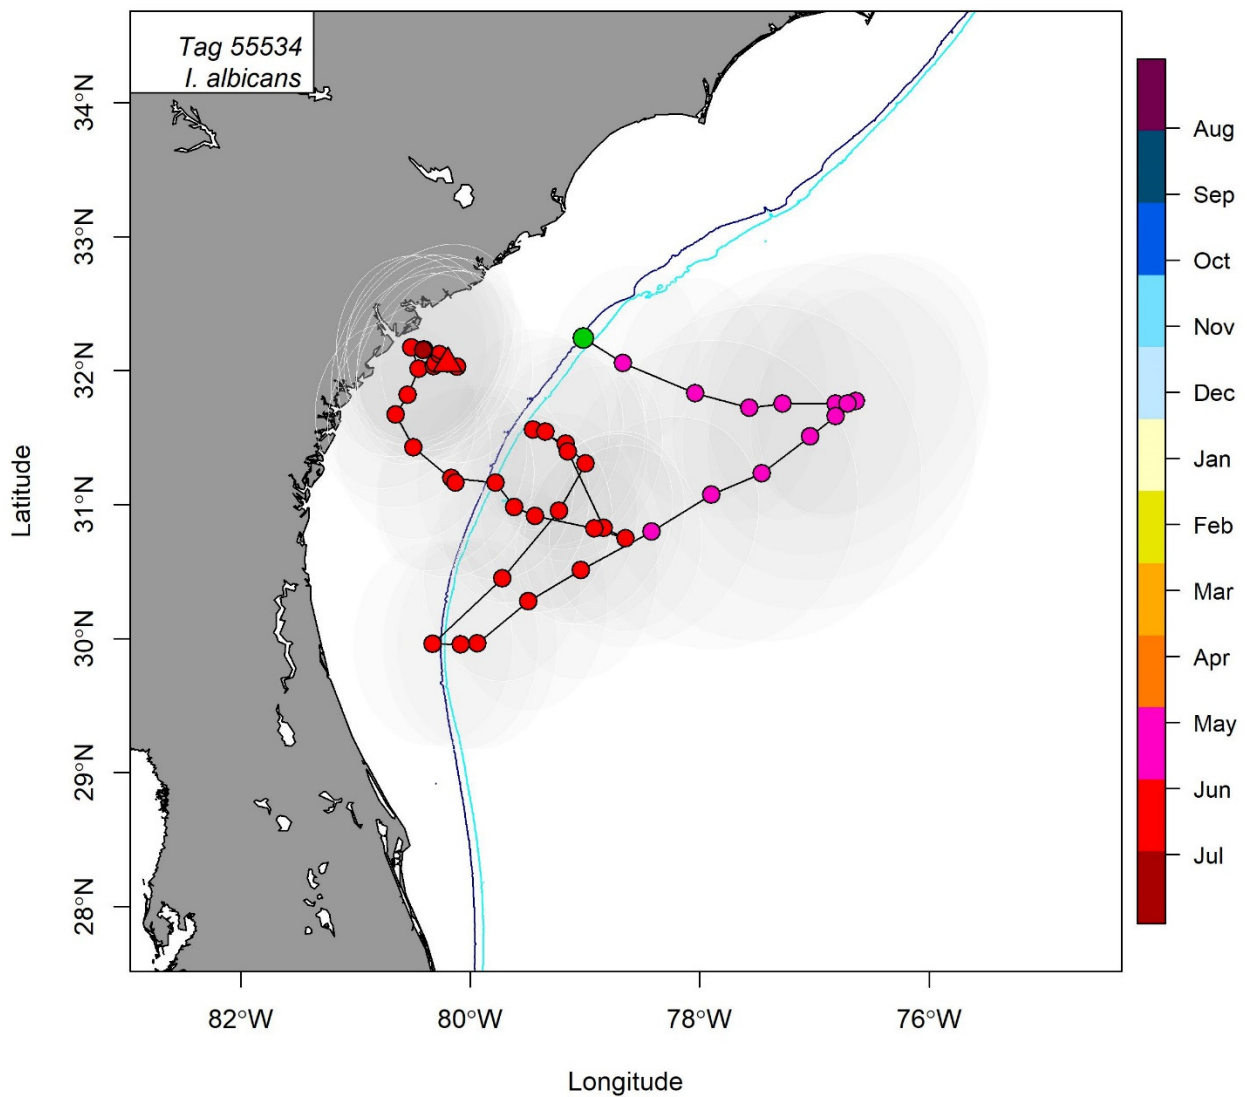 Tag 55534
I. albicans
34°N
33°N
32°N
31°N
30°N
29°N
28°N
Latitude
82°W
80°W
78°W
76°W
Longitude
Aug
Sep
Oct
Nov
Dec
Jan
Feb
Mar
Apr
May
Jun
Jul